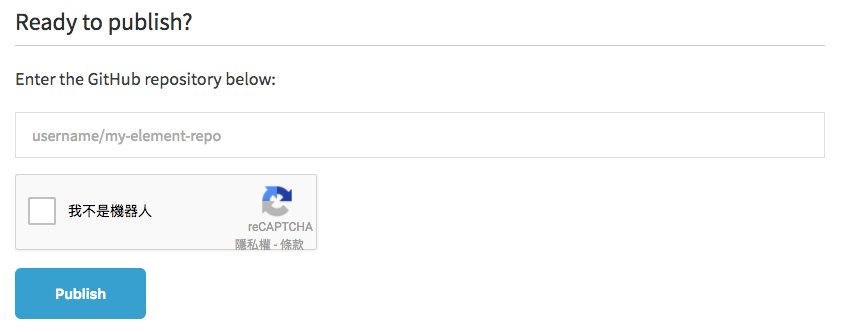 Ready to publish?
Enter the GitHub repository below:
username/my-element-repo
我不是機器人
reCAPTCHA
隱私權 - 條款
Publish